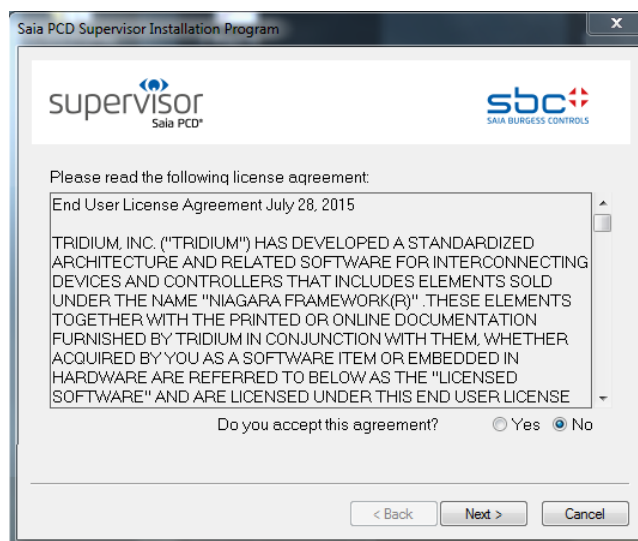 Saia PCD Supervisor Installation Program
x
supervisor
Saia PCD®
sbc
SAIA BURGESS CONTROLS
Please read the following license agreement:
End User License Agreement July 28, 2015
TRIDIUM, INC. ("TRIDIUM") HAS DEVELOPED A STANDARDIZED
ARCHITECTURE AND RELATED SOFTWARE FOR INTERCONNECTING
DEVICES AND CONTROLLERS THAT INCLUDES ELEMENTS SOLD
UNDER THE NAME "NIAGARA FRAMEWORK(R)" .THESE ELEMENTS
TOGETHER WITH THE PRINTED OR ONLINE DOCUMENTATION
FURNISHED BY TRIDIUM IN CONJUNCTION WITH THEM, WHETHER
ACQUIRED BY YOU AS A SOFTWARE ITEM OR EMBEDDED IN
HARDWARE ARE REFERRED TO BELOW AS THE "LICENSED
SOFTWARE" AND ARE LICENSED UNDER THIS END USER LICENSE
Do you accept this agreement? Yes No
< Back Next > Cancel